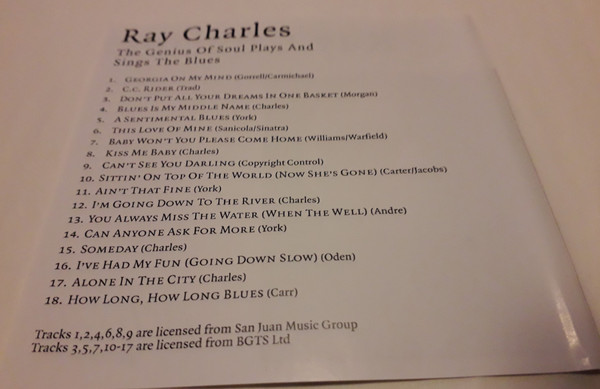 Ray Charles
The Genius Of Soul Plays And
Sings The Blues
1. Georgia On My Mind (Gorrell/Carmichael)
2. C.c. Rider (Trad)
3. Don't Put All Your Dreams In One Basket (Morgan)
4. Blues Is My Middle Name (Charles)
5. A Sentimental Blues (York)
6. This Love Of Mine (Sanicola/Sinatra)
7. Baby Won't You Please Come Home (Williams/Warfield)
8. Kiss Me Baby (Charles)
9. Can't See You Darling (Copyright Control)
10. Sittin' On Top Of The World (Now She's Gone) (Carter/Jacobs)
11. Ain't That Fine (York)
12. I'm Going Down To The River (Charles)
13. You Always Miss The Water (When The Well) (Andre)
14. Can Anyone Ask For More (York)
15. Someday (Charles)
16. I've Had My Fun (Going Down Slow) (Oden)
17. Alone In The City (Charles)
18. How Long, How Long Blues (Carr)
Tracks 1,2,4,6,8,9 are licensed from San Juan Music Group
Tracks 3,5,7,10-17 are licensed from BGTS Ltd